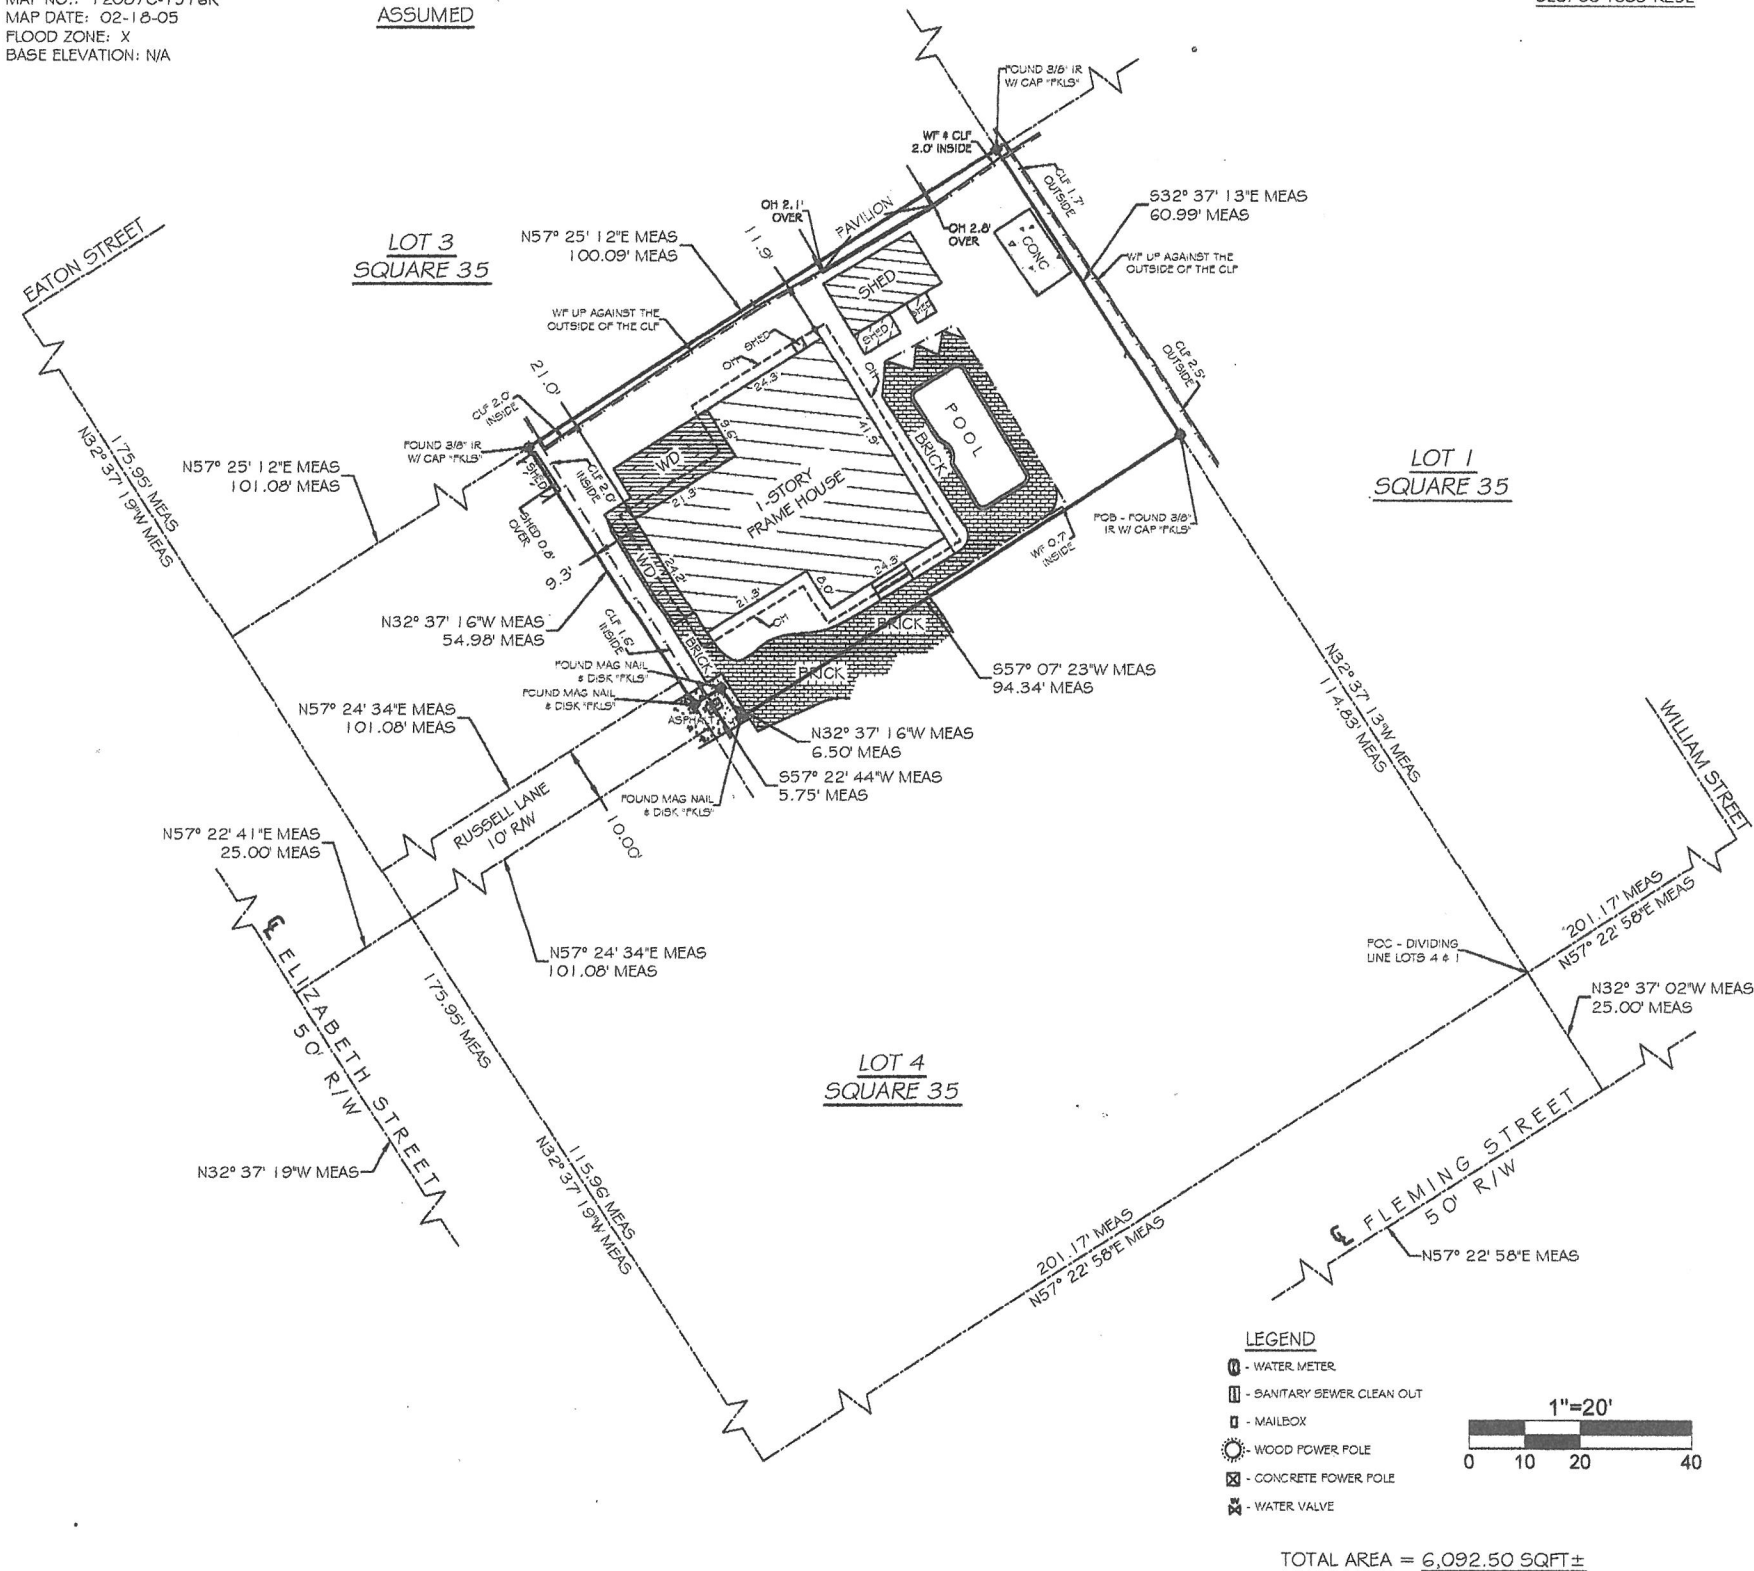 MAP DATE: 02-18-05
FLOOD ZONE: X
BASE ELEVATION: N/A
ASSUMED
FOUND 3/8" IR
W/ CAP "FKLS"
WF & CLF
2.0' INSIDE
CLF 1.7'
OUTSIDE
S32° 37' 13"E MEAS
60.99' MEAS
OH 2.1'
OVER
PAVILION
OH 2.8'
OVER
11.9'
EATON STREET
LOT 3
SQUARE 35
N57° 25' 12"E MEAS
100.09' MEAS
CONC
WF UP AGAINST THE
OUTSIDE OF THE CLF
SHED
SHED
SHED
WF UP AGAINST THE
OUTSIDE OF THE CLF
SHED
OH
24.3'
OH
21.0'
CLF 2.5'
OUTSIDE
CLF 2.0'
INSIDE
FOUND 3/8" IR
W/ CAP "FKLS"
175.95' MEAS
N32° 37' 19"W MEAS
N57° 25' 12"E MEAS
101.08' MEAS
SHED
CLF 2.0'
INSIDE
WD
9.6'
21.3'
41.9'
1-STORY
FRAME HOUSE
BRICK
POOL
LOT 1
SQUARE 35
POB - FOUND 3/8"
IR W/ CAP "FKLS"
SHED 0.8'
OVER
WF 0.7'
INSIDE
9.3'
WD
24.2'
21.3'
8.0'
24.3'
OH
N32° 37' 16"W MEAS
54.98' MEAS
CLF 1.6'
INSIDE
BRICK
BRICK
BRICK
FOUND MAG NAIL
& DISK "FKLS"
FOUND MAG NAIL
& DISK "FKLS"
ASPHALT
S57° 07' 23"W MEAS
94.34' MEAS
N57° 24' 34"E MEAS
101.08' MEAS
N32° 37' 16"W MEAS
6.50' MEAS
S57° 22' 44"W MEAS
5.75' MEAS
FOUND MAG NAIL
& DISK "FKLS"
N32° 37' 13"W MEAS
114.83' MEAS
WILLIAM STREET
RUSSELL LANE
10' R/W
10.00'
N57° 22' 41"E MEAS
25.00' MEAS
N57° 24' 34"E MEAS
101.08' MEAS
201.17' MEAS
N57° 22' 58"E MEAS
POC - DIVIDING
LINE LOTS 4 & 1
N32° 37' 02"W MEAS
25.00' MEAS
℄ ELIZABETH STREET
50' R/W
175.95' MEAS
LOT 4
SQUARE 35
N32° 37' 19"W MEAS
115.96' MEAS
N32° 37' 19"W MEAS
201.17' MEAS
N57° 22' 58"E MEAS
℄ FLEMING STREET
50' R/W
N57° 22' 58"E MEAS
LEGEND
- WATER METER
- SANITARY SEWER CLEAN OUT
- MAILBOX
- WOOD POWER POLE
- CONCRETE POWER POLE
W - WATER VALVE
1"=20'
0 10 20 40
TOTAL AREA = 6,092.50 SQFT±